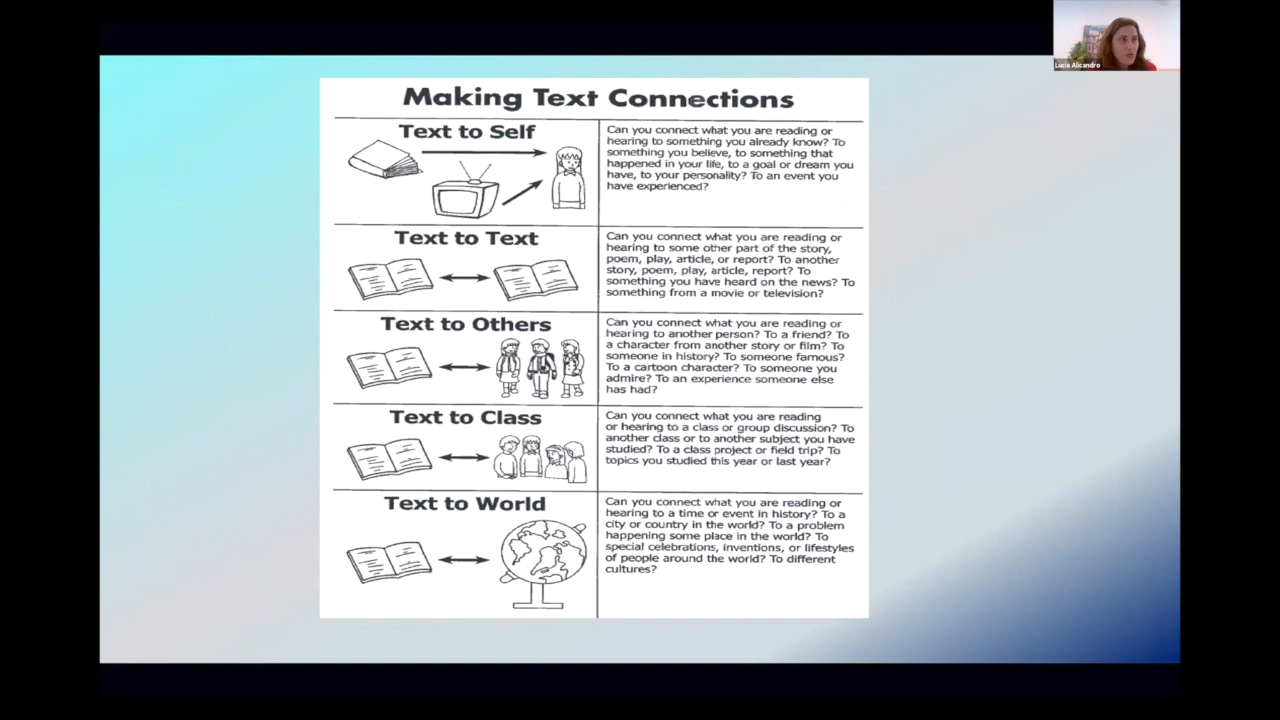 Lucia Alicandro
Making Text Connections
Text to Self
Can you connect what you are reading or
hearing to something you already know? To
something you believe, to something that
happened in your life, to a goal or dream you
have, to your personality? To an event you
have experienced?
Text to Text
Can you connect what you are reading or
hearing to some other part of the story,
poem, play, article, or report? To another
story, poem, play, article, report? To
something you have heard on the news? To
something from a movie or television?
Text to Others
Can you connect what you are reading or
hearing to another person? To a friend? To
a character from another story or film? To
someone in history? To someone famous?
To a cartoon character? To someone you
admire? To an experience someone else
has had?
Text to Class
Can you connect what you are reading
or hearing to a class or group discussion? To
another class or to another subject you have
studied? To a class project or field trip? To
topics you studied this year or last year?
Text to World
Can you connect what you are reading or
hearing to a time or event in history? To a
city or country in the world? To a problem
happening some place in the world? To
special celebrations, inventions, or lifestyles
of people around the world? To different
cultures?